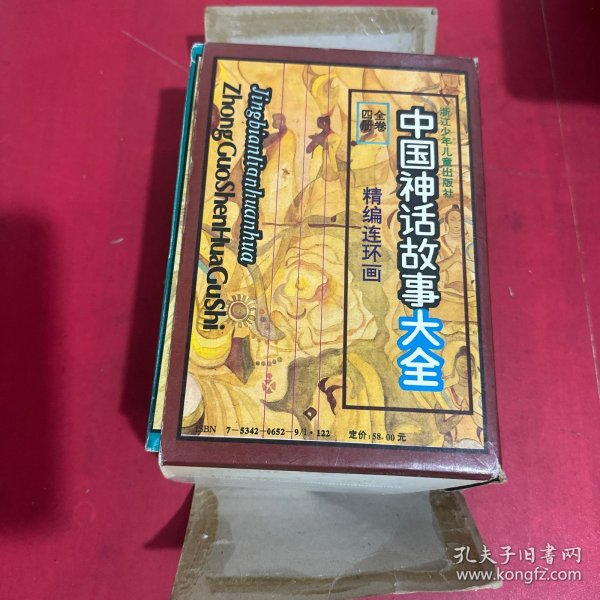 浙江少年儿童出版社
中国神话故事大全
全卷
四册
精编连环画
Jingbianlianhuanhua
ZhongGuoShenHuaGuShi
ISBN 7-5342-0652-9/I·122 定价:58.00元
孔夫子旧书网
www.kongfz.com